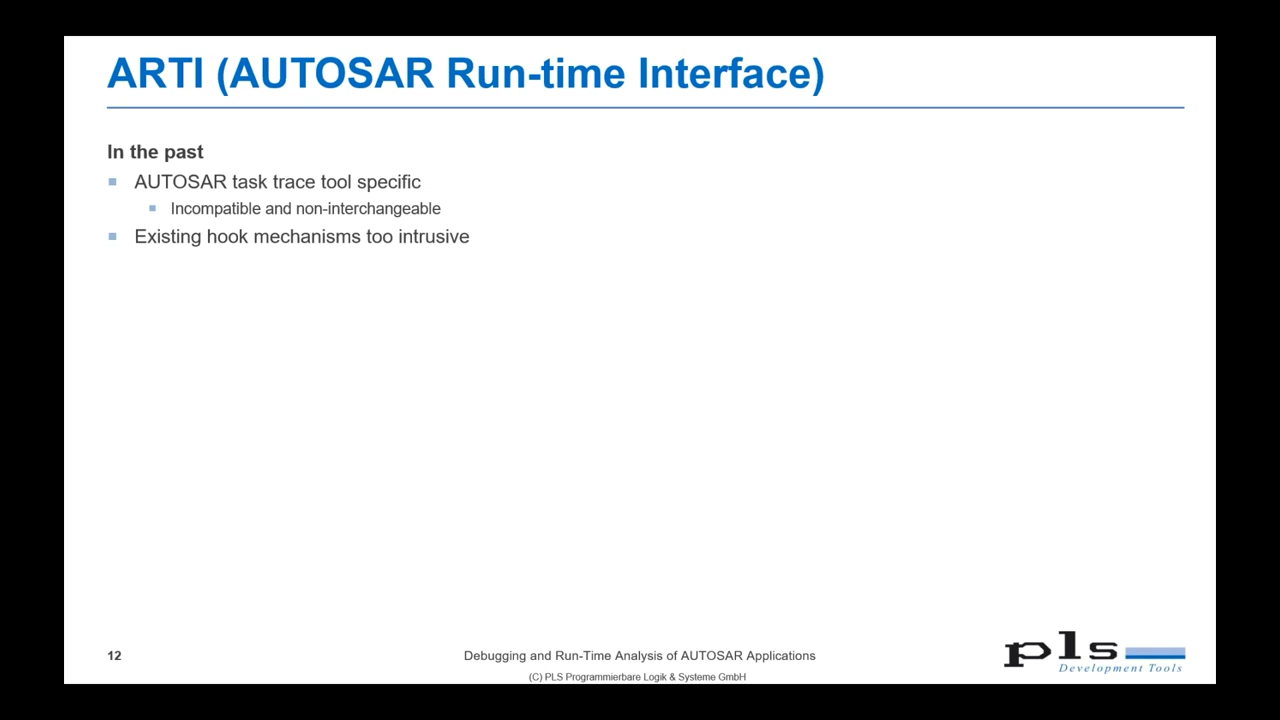 ARTI (AUTOSAR Run-time Interface)
In the past
AUTOSAR task trace tool specific
Incompatible and non-interchangeable
Existing hook mechanisms too intrusive
12
Debugging and Run-Time Analysis of AUTOSAR Applications
(C) PLS Programmierbare Logik & Systeme GmbH
pls
Development Tools